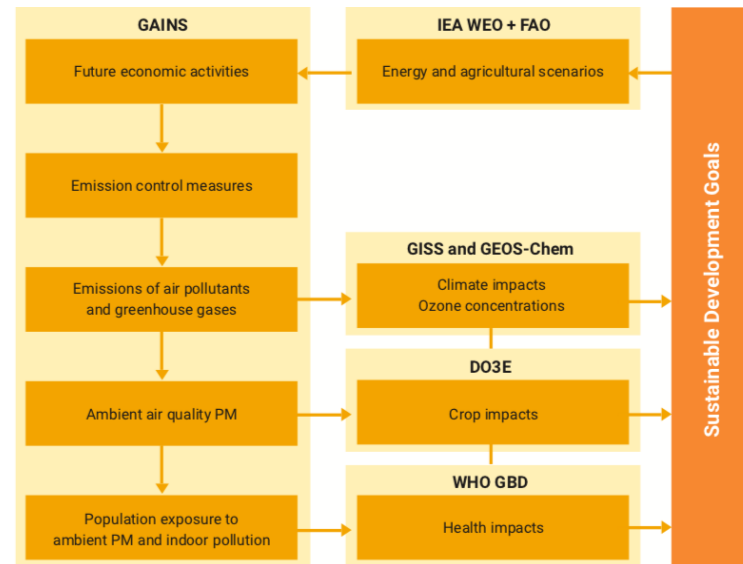 GAINS
Future economic activities
Emission control measures
Emissions of air pollutants
and greenhouse gases
Ambient air quality PM
Population exposure to
ambient PM and indoor pollution
IEA WEO + FAO
Energy and agricultural scenarios
GISS and GEOS-Chem
Climate impacts
Ozone concentrations
DO3E
Crop impacts
WHO GBD
Health impacts
Sustainable Development Goals